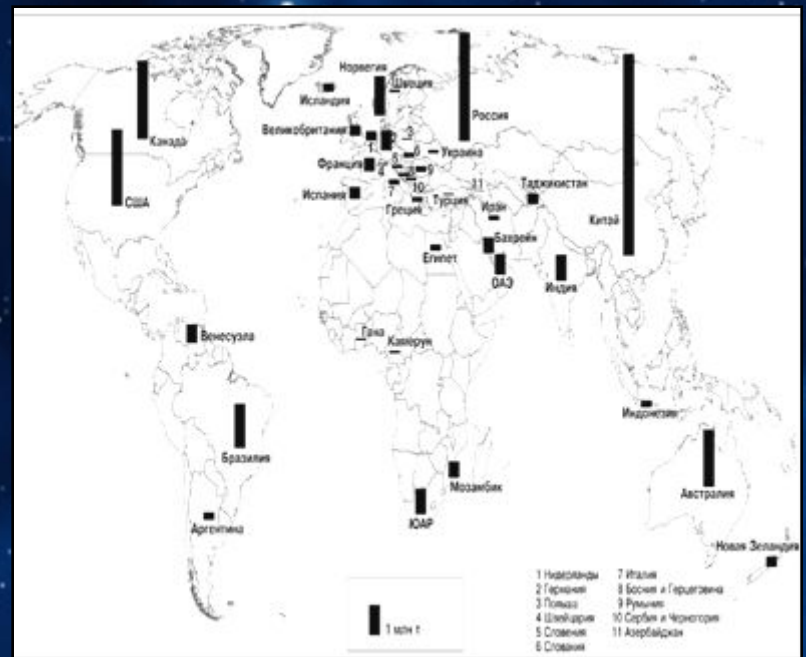 Норвегия
Швеция
Исландия
Россия
Канада
Великобритания
Украина
Франция
США
Испания
Таджикистан
Турция
Иран
Греция
Китай
Бахрейн
Египет
ОАЭ
Индия
Венесуэла
Гана
Камерун
Индонезия
Бразилия
Мозамбик
Австралия
ЮАР
Аргентина
Новая Зеландия
1 Нидерланды
2 Германия
3 Польша
4 Швейцария
5 Словения
6 Словакия
7 Италия
8 Босния и Герцеговина
9 Румыния
10 Сербия и Черногория
11 Азербайджан
1 млн т